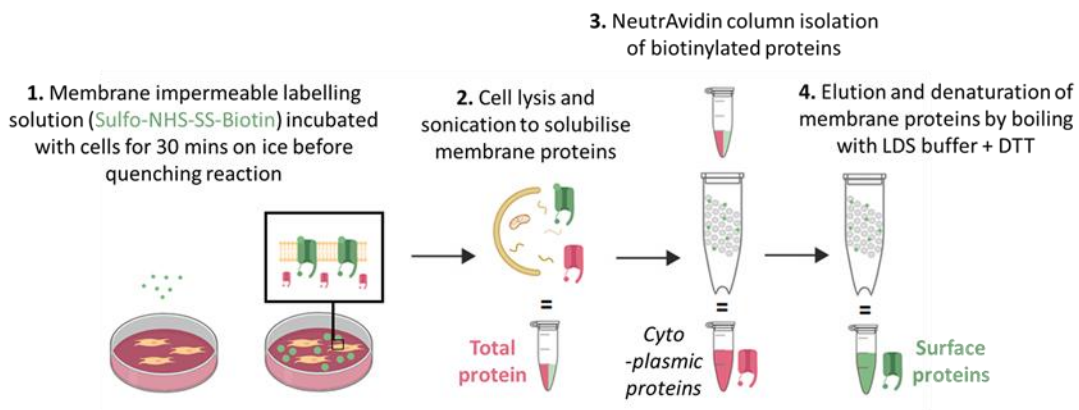 1. Membrane impermeable labelling
solution (Sulfo-NHS-SS-Biotin) incubated
with cells for 30 mins on ice before
quenching reaction
2. Cell lysis and
sonication to solubilise
membrane proteins
=
Total
protein
3. NeutrAvidin column isolation
of biotinylated proteins
=
Cyto
-plasmic
proteins
4. Elution and denaturation of
membrane proteins by boiling
with LDS buffer + DTT
=
Surface
proteins